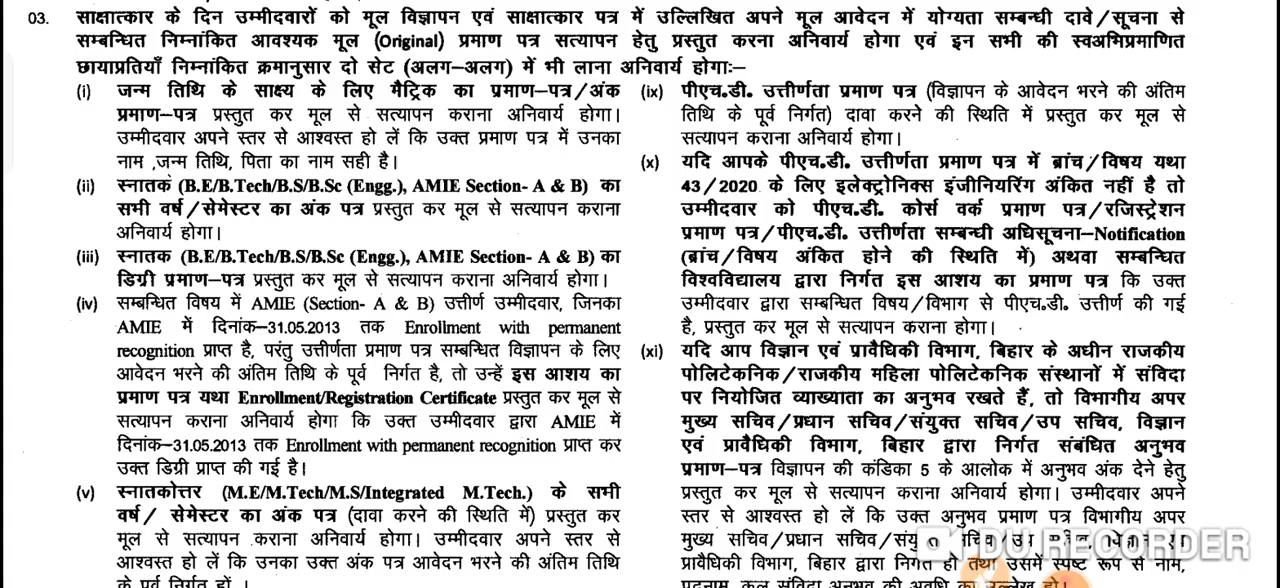 03. साक्षात्कार के दिन उम्मीदवारों को मूल विज्ञापन एवं साक्षात्कार पत्र में उल्लिखित अपने मूल आवेदन में योग्यता सम्बन्धी दावे/सूचना से
सम्बन्धित निम्नांकित आवश्यक मूल (Original) प्रमाण पत्र सत्यापन हेतु प्रस्तुत करना अनिवार्य होगा एवं इन सभी की स्वअभिप्रमाणित
छायाप्रतियाँ निम्नांकित क्रमानुसार दो सेट (अलग–अलग) में भी लाना अनिवार्य होगाः–
(i) जन्म तिथि के साक्ष्य के लिए मैट्रिक का प्रमाण–पत्र/अंक
प्रमाण–पत्र प्रस्तुत कर मूल से सत्यापन कराना अनिवार्य होगा।
उम्मीदवार अपने स्तर से आश्वस्त हो लें कि उक्त प्रमाण पत्र में उनका
नाम ,जन्म तिथि, पिता का नाम सही है।
(ii) स्नातक (B.E/B.Tech/B.S/B.Sc (Engg.), AMIE Section- A & B) का
सभी वर्ष/सेमेस्टर का अंक पत्र प्रस्तुत कर मूल से सत्यापन कराना
अनिवार्य होगा।
(iii) स्नातक (B.E/B.Tech/B.S/B.Sc (Engg.), AMIE Section- A & B) का
डिग्री प्रमाण–पत्र प्रस्तुत कर मूल से सत्यापन कराना अनिवार्य होगा।
(iv) सम्बन्धित विषय में AMIE (Section- A & B) उत्तीर्ण उम्मीदवार, जिनका
AMIE में दिनांक–31.05.2013 तक Enrollment with permanent
recognition प्राप्त है, परंतु उत्तीर्णता प्रमाण पत्र सम्बन्धित विज्ञापन के लिए
आवेदन भरने की अंतिम तिथि के पूर्व निर्गत है, तो उन्हें इस आशय का
प्रमाण पत्र यथा Enrollment/Registration Certificate प्रस्तुत कर मूल से
सत्यापन कराना अनिवार्य होगा कि उक्त उम्मीदवार द्वारा AMIE में
दिनांक–31.05.2013 तक Enrollment with permanent recognition प्राप्त कर
उक्त डिग्री प्राप्त की गई है।
(v) स्नातकोत्तर (M.E/M.Tech/M.S/Integrated M.Tech.) के सभी
वर्ष/ सेमेस्टर का अंक पत्र (दावा करने की स्थिति में) प्रस्तुत कर
मूल से सत्यापन कराना अनिवार्य होगा। उम्मीदवार अपने स्तर से
आश्वस्त हो लें कि उनका उक्त अंक पत्र आवेदन भरने की अंतिम तिथि
के पूर्व निर्गत हों ।
(ix) पीएच.डी. उत्तीर्णता प्रमाण पत्र (विज्ञापन के आवेदन भरने की अंतिम
तिथि के पूर्व निर्गत) दावा करने की स्थिति में प्रस्तुत कर मूल से
सत्यापन कराना अनिवार्य होगा।
(x) यदि आपके पीएच.डी. उत्तीर्णता प्रमाण पत्र में ब्रांच/विषय यथा
43/2020 के लिए इलेक्ट्रोनिक्स इंजीनियरिंग अंकित नहीं है तो
उम्मीदवार को पीएच.डी. कोर्स वर्क प्रमाण पत्र/रजिस्ट्रेशन
प्रमाण पत्र/पीएच.डी. उत्तीर्णता सम्बन्धी अधिसूचना–Notification
(ब्रांच/विषय अंकित होने की स्थिति में) अथवा सम्बन्धित
विश्वविद्यालय द्वारा निर्गत इस आशय का प्रमाण पत्र कि उक्त
उम्मीदवार द्वारा सम्बन्धित विषय/विभाग से पीएच.डी. उत्तीर्ण की गई
है, प्रस्तुत कर मूल से सत्यापन कराना होगा।
(xi) यदि आप विज्ञान एवं प्रावैधिकी विभाग, बिहार के अधीन राजकीय
पोलिटेकनिक/राजकीय महिला पोलिटेकनिक संस्थानों में संविदा
पर नियोजित व्याख्याता का अनुभव रखते हैं, तो विभागीय अपर
मुख्य सचिव/प्रधान सचिव/संयुक्त सचिव/उप सचिव, विज्ञान
एवं प्रावैधिकी विभाग, बिहार द्वारा निर्गत संबंधित अनुभव
प्रमाण–पत्र विज्ञापन की कंडिका 5 के आलोक में अनुभव अंक देने हेतु
प्रस्तुत कर मूल से सत्यापन कराना अनिवार्य होगा। उम्मीदवार अपने
स्तर से आश्वस्त हो लें कि उक्त अनुभव प्रमाण पत्र विभागीय अपर
मुख्य सचिव/प्रधान सचिव/
प्रावैधिकी विभाग, बिहार द्वारा निर्गत हो तथा उसमें स्पष्ट रूप से नाम,
पदनाम, कुल संविदा अनुभव की अवधि का उल्लेख हो।
DU RECORDER